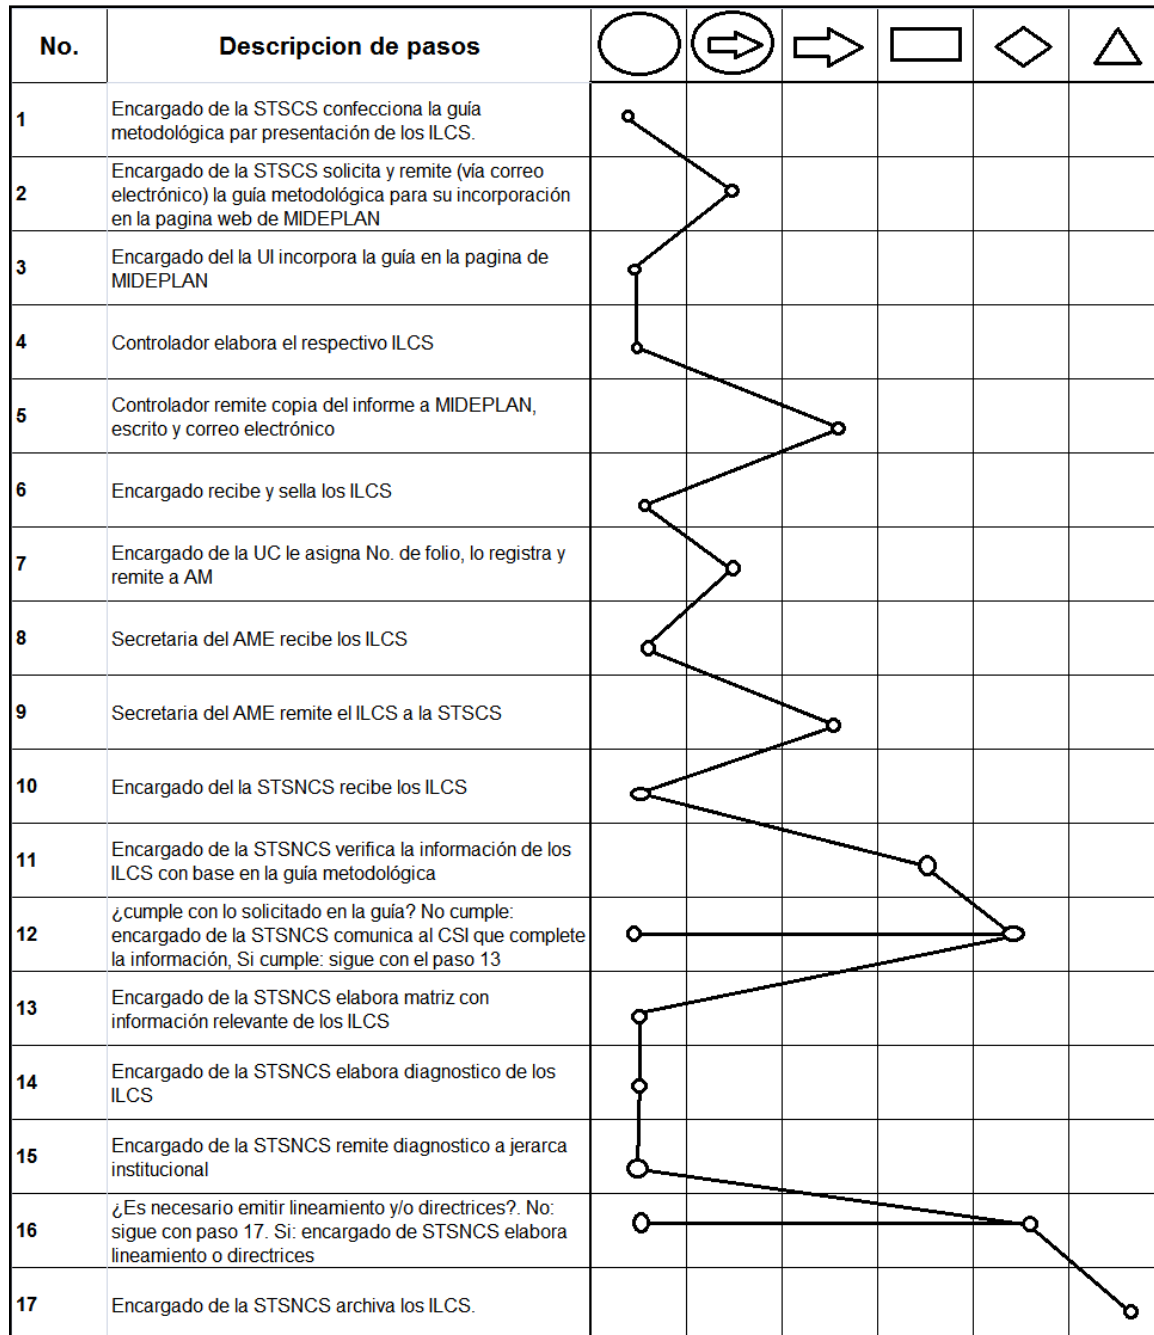 No. Descripcion de pasos
1 Encargado de la STSCS confecciona la guía
metodológica par presentación de los ILCS.
2 Encargado de la STSCS solicita y remite (vía correo
electrónico) la guía metodológica para su incorporación
en la pagina web de MIDEPLAN
3 Encargado del la UI incorpora la guía en la pagina de
MIDEPLAN
4 Controlador elabora el respectivo ILCS
5 Controlador remite copia del informe a MIDEPLAN,
escrito y correo electrónico
6 Encargado recibe y sella los ILCS
7 Encargado de la UC le asigna No. de folio, lo registra y
remite a AM
8 Secretaria del AME recibe los ILCS
9 Secretaria del AME remite el ILCS a la STSCS
10 Encargado del la STSNCS recibe los ILCS
11 Encargado de la STSNCS verifica la información de los
ILCS con base en la guía metodológica
12 ¿cumple con lo solicitado en la guía? No cumple:
encargado de la STSNCS comunica al CSI que complete
la información, Si cumple: sigue con el paso 13
13 Encargado de la STSNCS elabora matriz con
información relevante de los ILCS
14 Encargado de la STSNCS elabora diagnostico de los
ILCS
15 Encargado de la STSNCS remite diagnostico a jerarca
institucional
16 ¿Es necesario emitir lineamiento y/o directrices?. No:
sigue con paso 17. Si: encargado de STSNCS elabora
lineamiento o directrices
17 Encargado de la STSNCS archiva los ILCS.